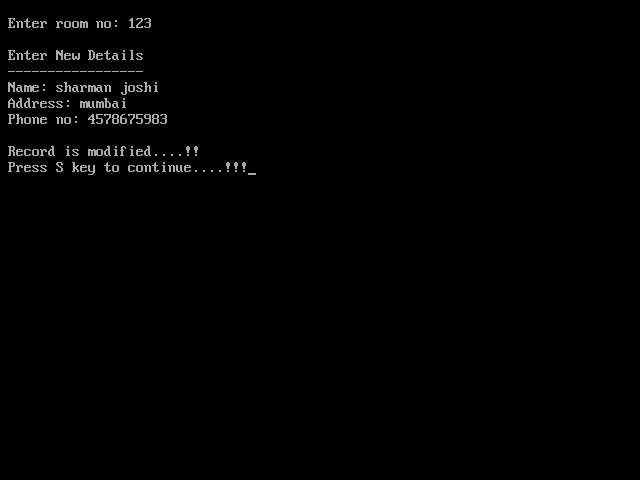 Enter room no: 123
Enter New Details
-----------------
Name: sharman joshi
Address: mumbai
Phone no: 4578675983
Record is modified....!!
Press S key to continue....!!!_